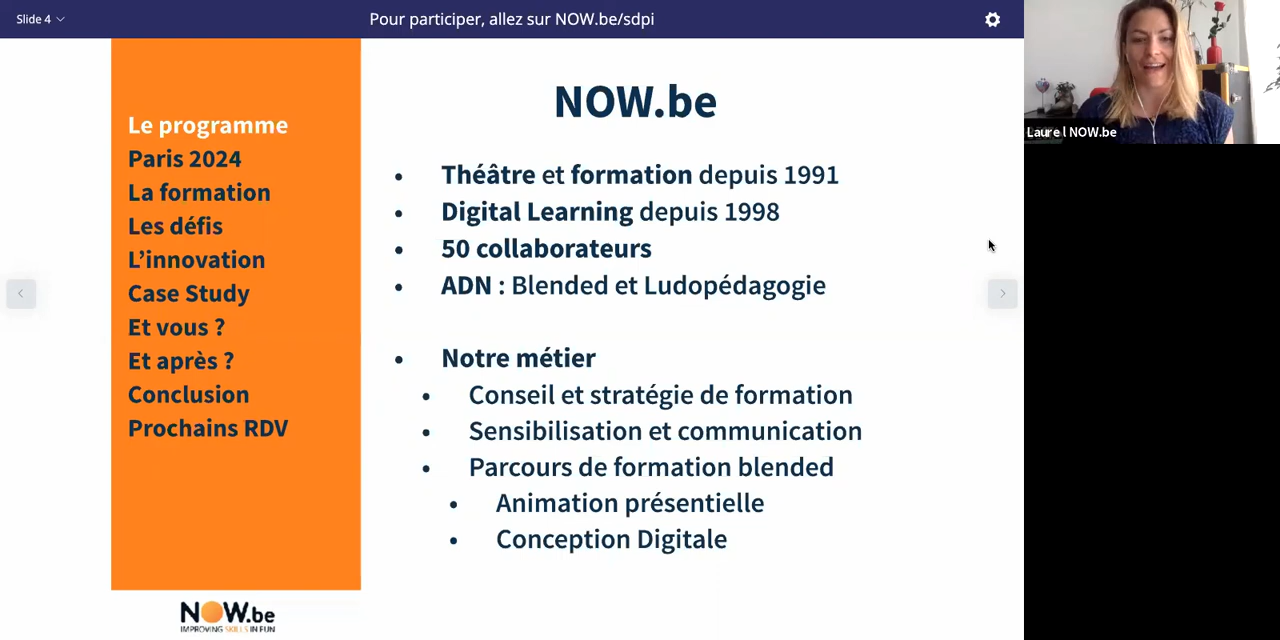 Slide 4
Pour participer, allez sur NOW.be/sdpi
Le programme
Paris 2024
La formation
Les défis
L’innovation
Case Study
Et vous ?
Et après ?
Conclusion
Prochains RDV
NOW.be
IMPROVING SKILLS IN FUN
NOW.be
• Théâtre et formation depuis 1991
• Digital Learning depuis 1998
• 50 collaborateurs
• ADN : Blended et Ludopédagogie
• Notre métier
• Conseil et stratégie de formation
• Sensibilisation et communication
• Parcours de formation blended
• Animation présentielle
• Conception Digitale
Laure l NOW.be